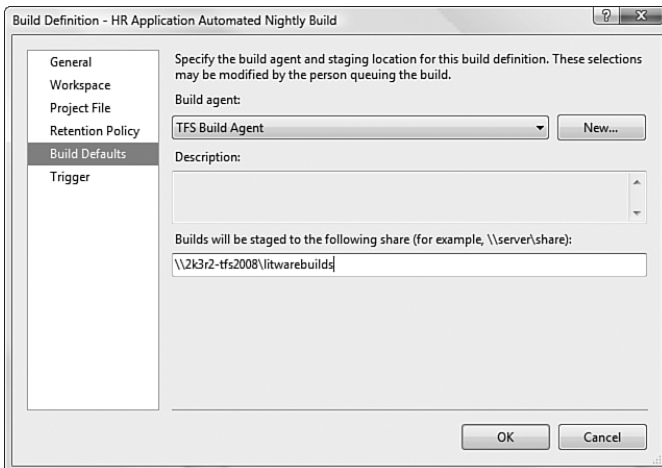 Build Definition - HR Application Automated Nightly Build
General
Workspace
Project File
Retention Policy
Build Defaults
Trigger
Specify the build agent and staging location for this build definition. These selections
may be modified by the person queuing the build.
Build agent:
TFS Build Agent
New...
Description:
Builds will be staged to the following share (for example, \\server\share):
\\2k3r2-tfs2008\litwarebuilds
OK
Cancel